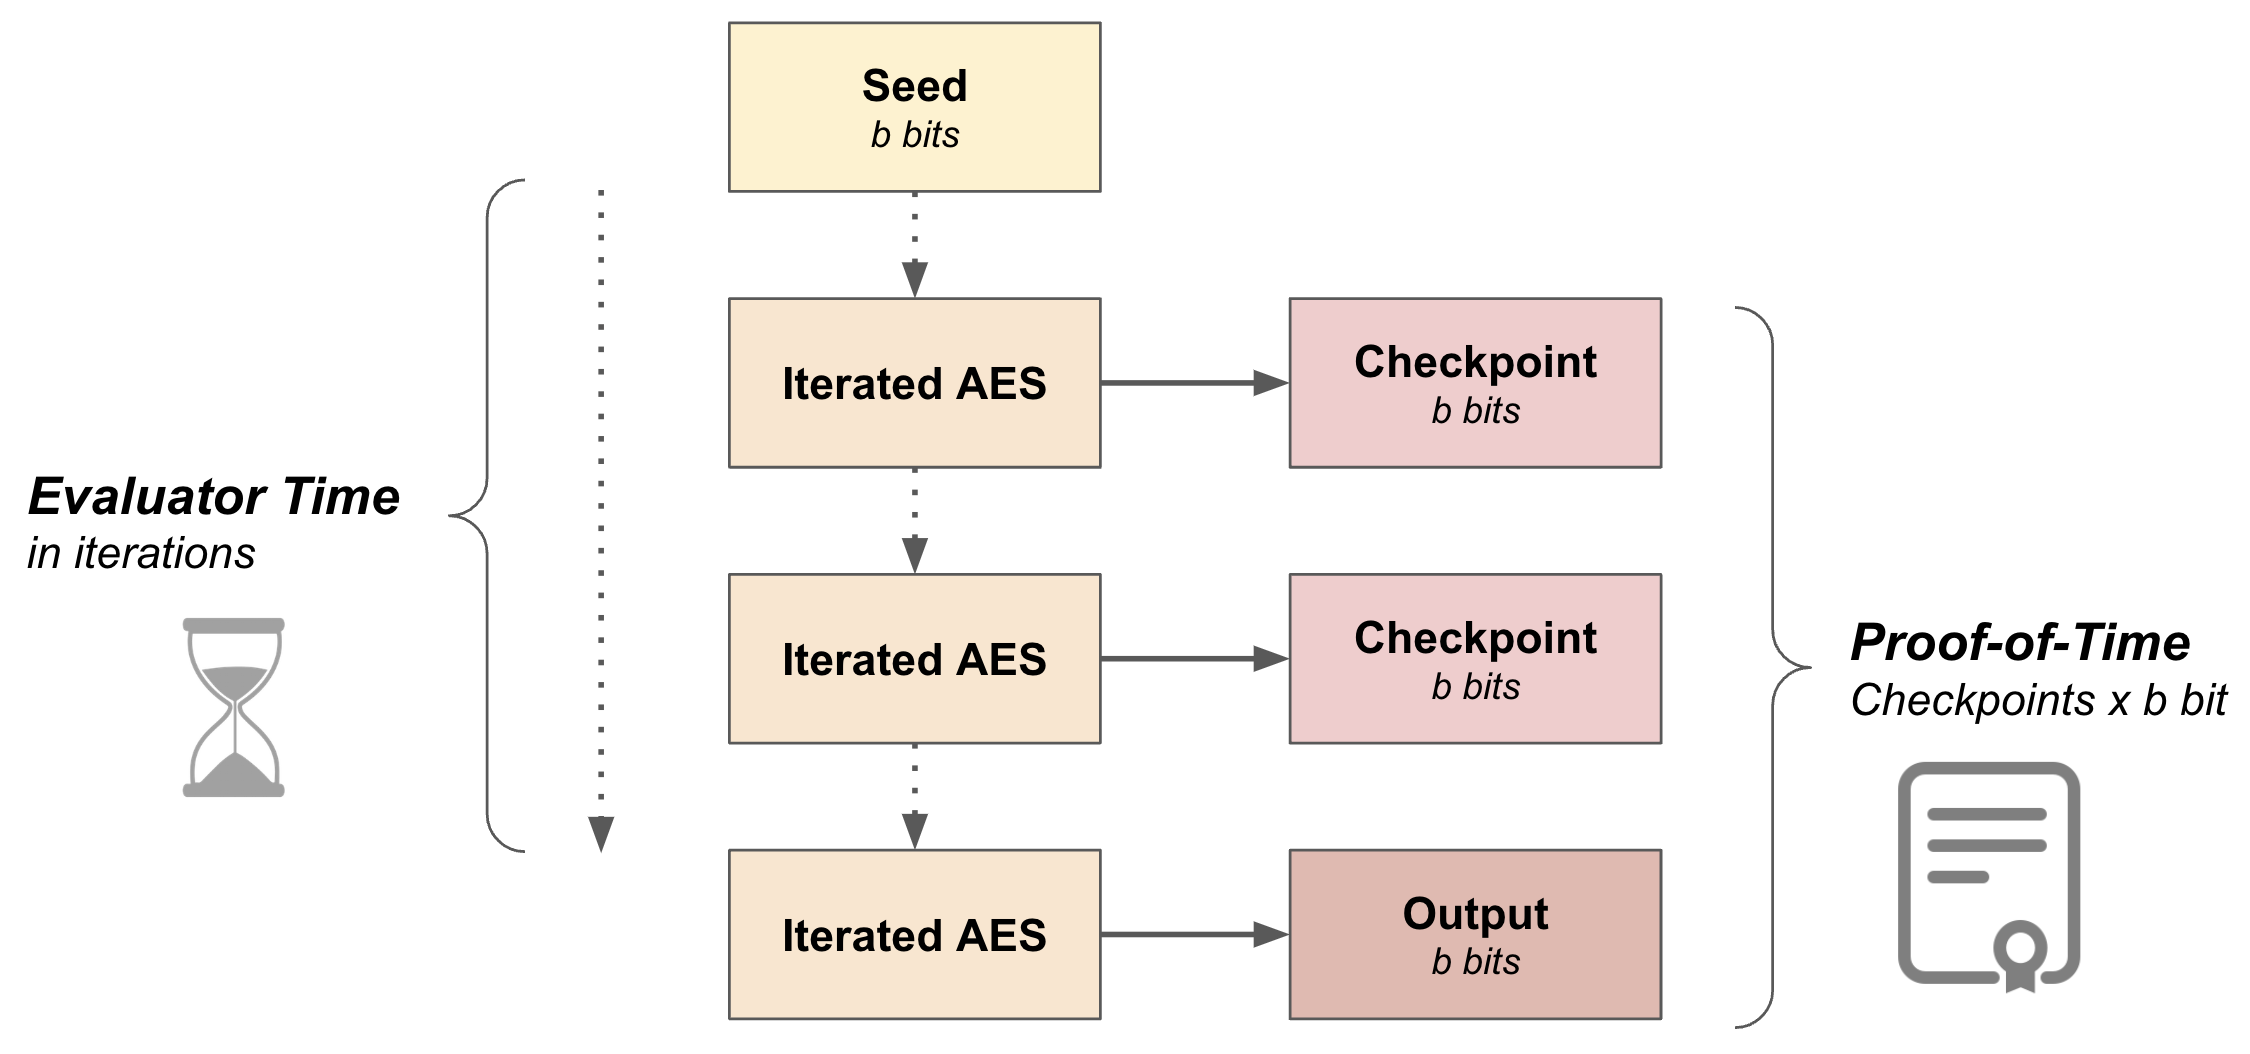 Seed
b bits
Iterated AES
Checkpoint
b bits
Evaluator Time
in iterations
Iterated AES
Checkpoint
b bits
Proof-of-Time
Checkpoints x b bit
Iterated AES
Output
b bits